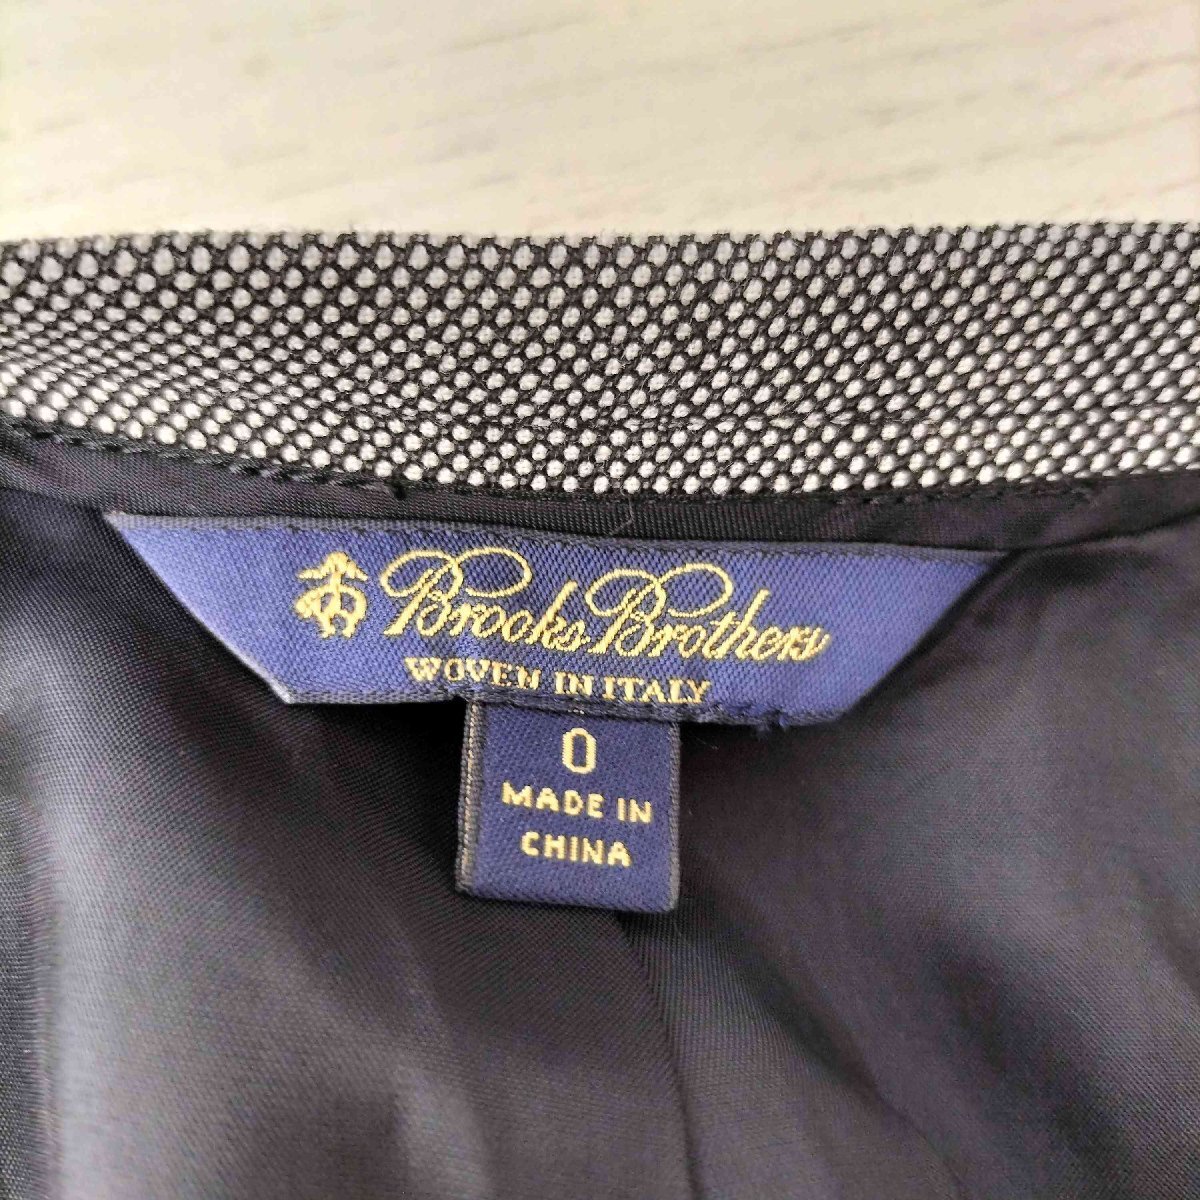 Brooks Brothers
WOVEN IN ITALY
0
MADE IN
CHINA